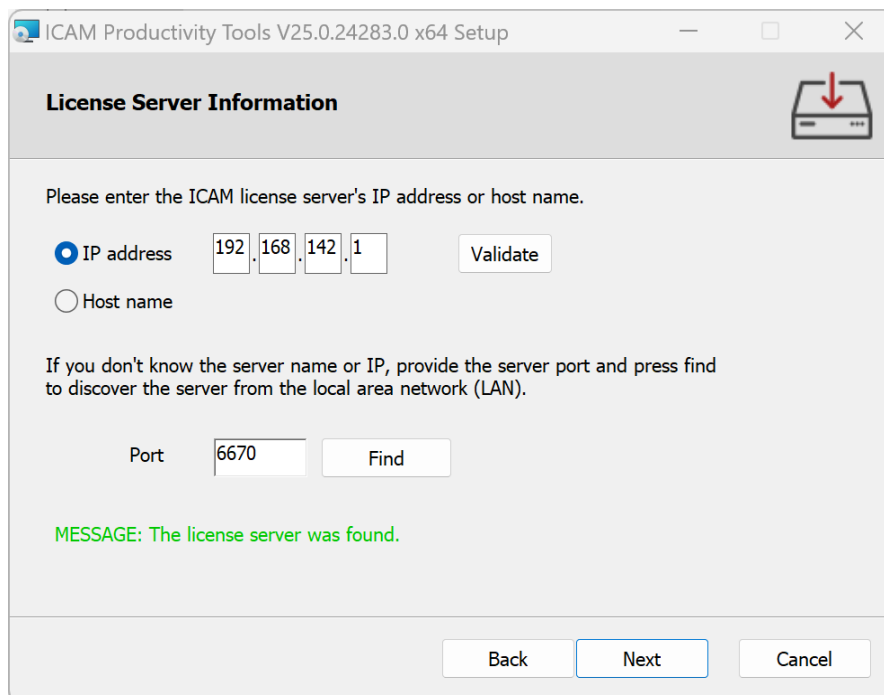 ICAM Productivity Tools V25.0.24283.0 x64 Setup
License Server Information
Please enter the ICAM license server's IP address or host name.
IP address 192 . 168 . 142 . 1 Validate
Host name
If you don't know the server name or IP, provide the server port and press find
to discover the server from the local area network (LAN).
Port 6670 Find
MESSAGE: The license server was found.
Back Next Cancel